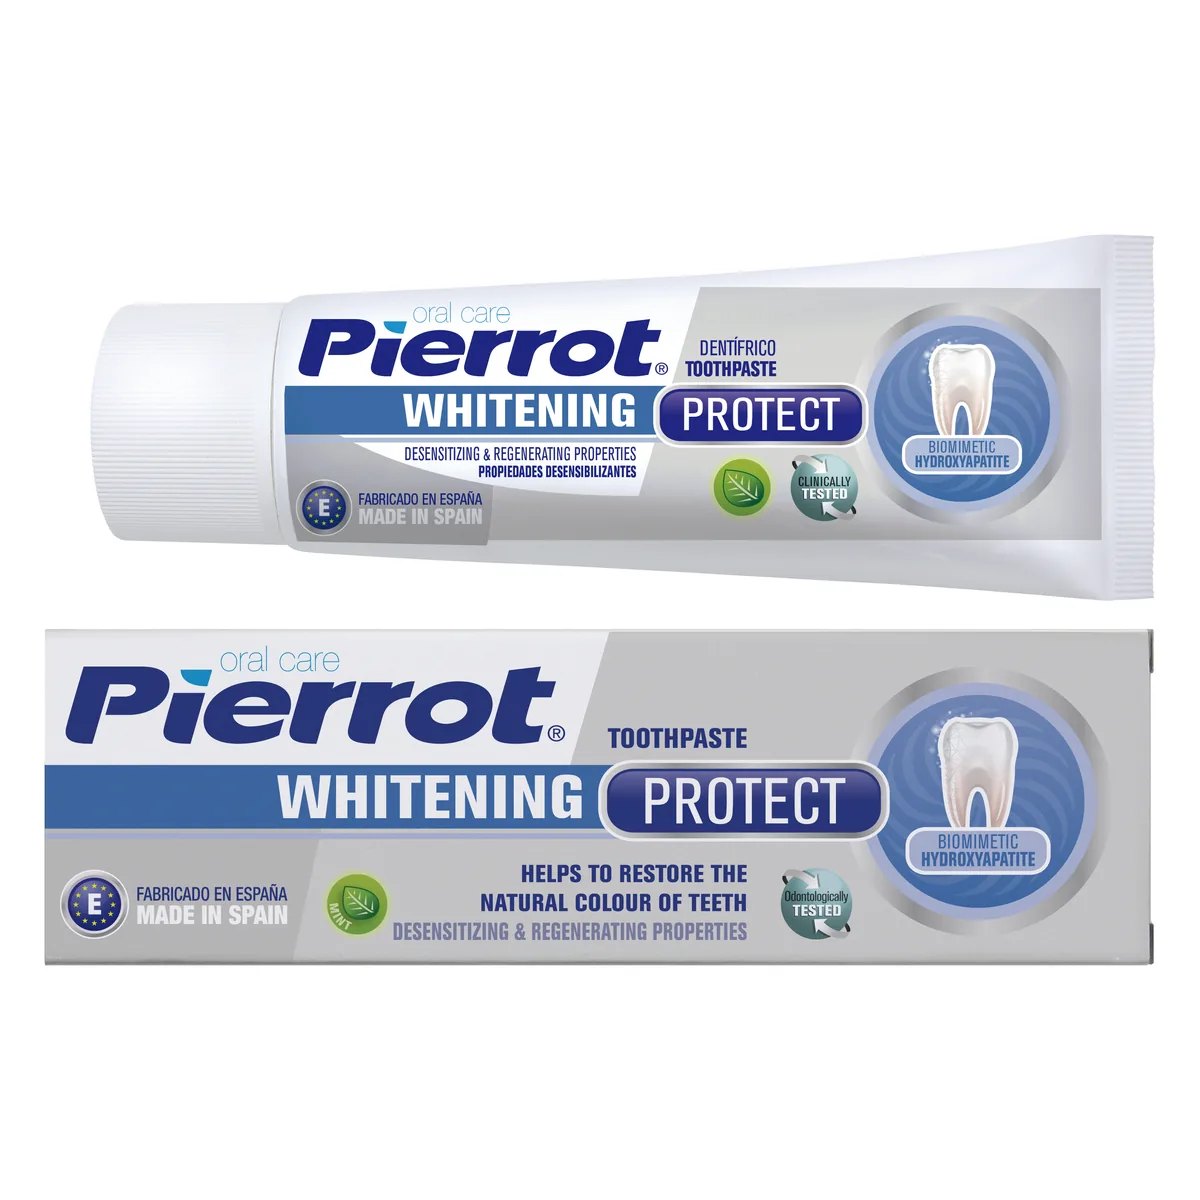 oral care
Pierrot®
DENTÍFRICO
TOOTHPASTE
WHITENING PROTECT
DESENSITIZING & REGENERATING PROPERTIES
PROPIEDADES DESENSIBILIZANTES
BIOMIMETIC
HYDROXYAPATITE
CLINICALLY
TESTED
E
FABRICADO EN ESPAÑA
MADE IN SPAIN
oral care
Pierrot®
TOOTHPASTE
WHITENING PROTECT
BIOMIMETIC
HYDROXYAPATITE
HELPS TO RESTORE THE
NATURAL COLOUR OF TEETH
DESENSITIZING & REGENERATING PROPERTIES
E
FABRICADO EN ESPAÑA
MADE IN SPAIN
MINT
Odontologically
TESTED